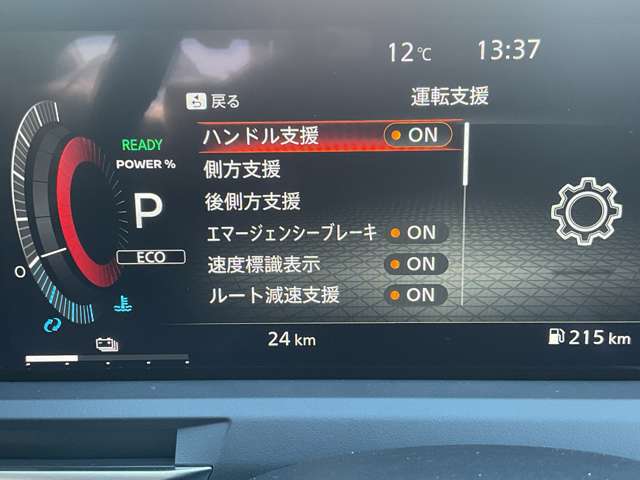 12℃ 13:37
戻る 運転支援
ハンドル支援 ON
READY
側方支援
POWER %
後側方支援
P
エマージェンシーブレーキ ON
ECO
速度標識表示 ON
0
ルート減速支援 ON
24 km 215 km